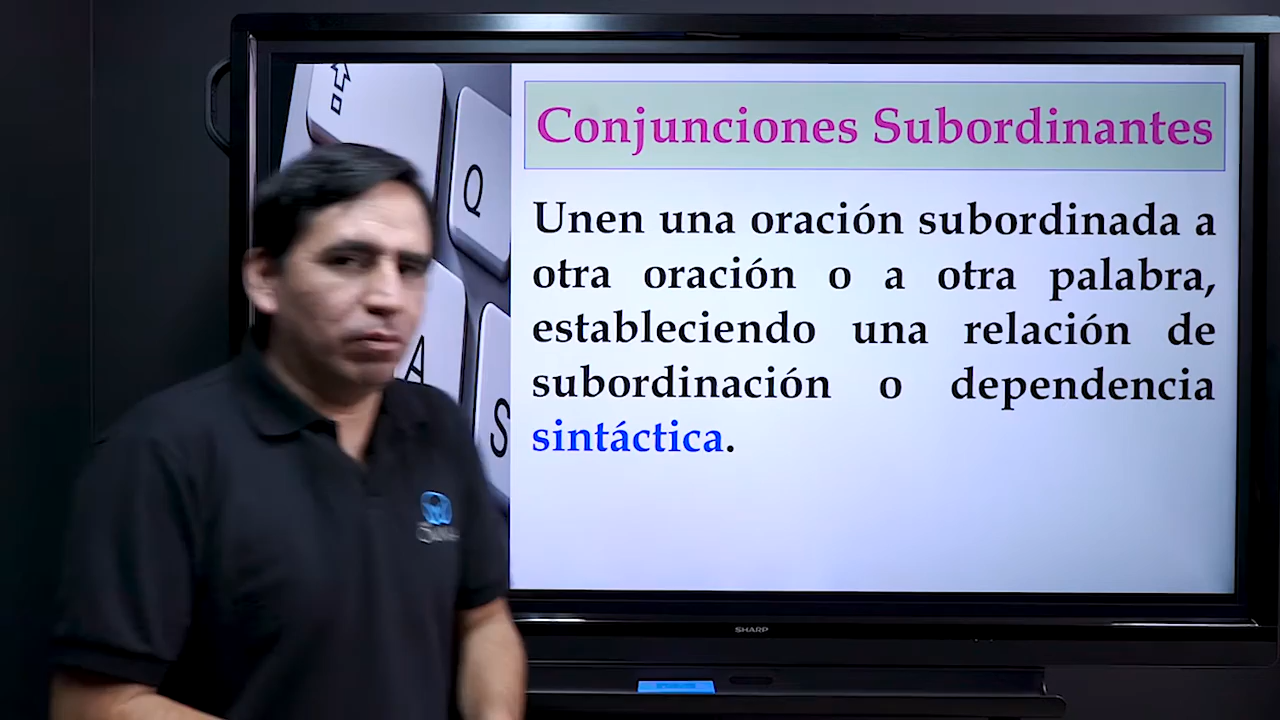 Conjunciones Subordinantes
Unen una oración subordinada a
otra oración o a otra palabra,
estableciendo una relación de
subordinación o dependencia
sintáctica.
Q
A
S
SHARP